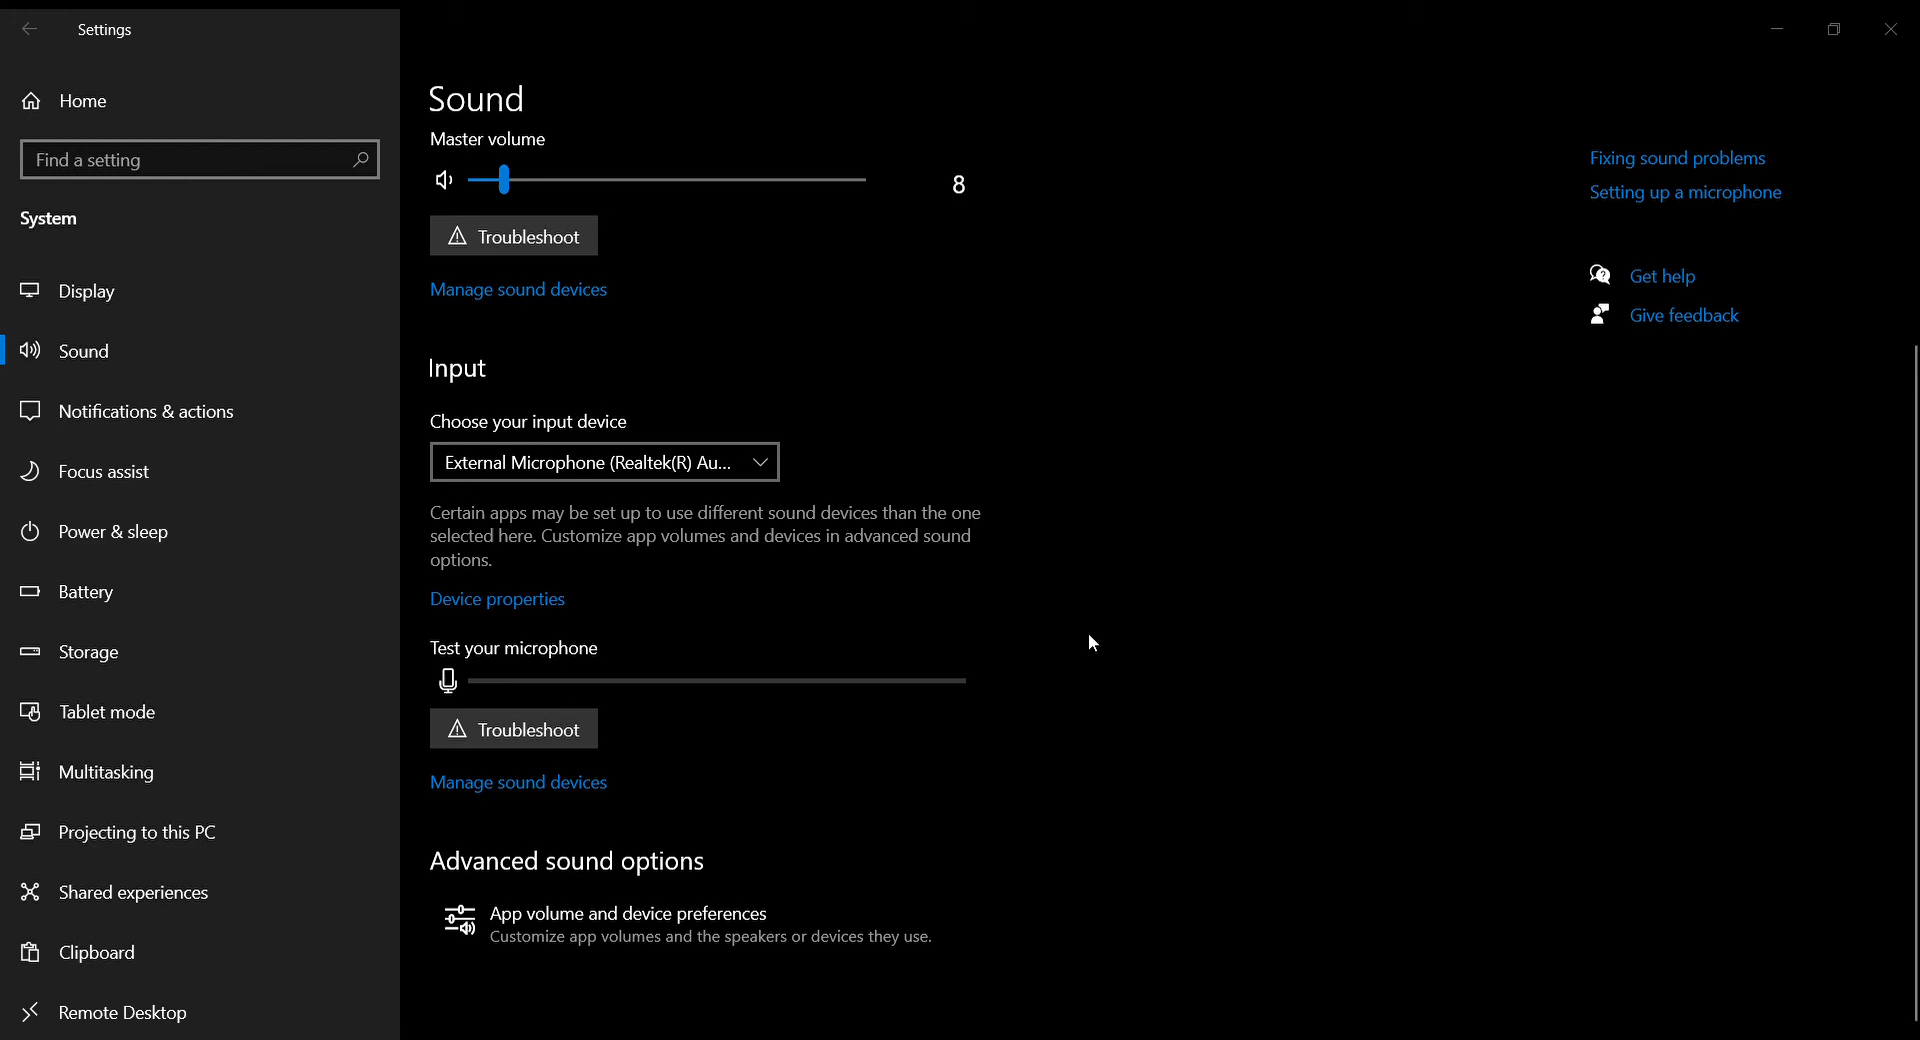 Settings
Home
Find a setting
System
Display
Sound
Notifications & actions
Focus assist
Power & sleep
Battery
Storage
Tablet mode
Multitasking
Projecting to this PC
Shared experiences
Clipboard
Remote Desktop
Sound
Master volume
8
Troubleshoot
Manage sound devices
Input
Choose your input device
External Microphone (Realtek(R) Au...
Certain apps may be set up to use different sound devices than the one
selected here. Customize app volumes and devices in advanced sound
options.
Device properties
Test your microphone
Troubleshoot
Manage sound devices
Advanced sound options
App volume and device preferences
Customize app volumes and the speakers or devices they use.
Fixing sound problems
Setting up a microphone
Get help
Give feedback